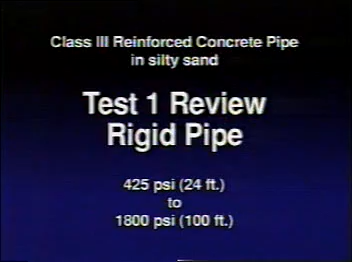 Class III Reinforced Concrete Pipe
in silty sand
Test 1 Review
Rigid Pipe
425 psi (24 ft.)
to
1800 psi (100 ft.)